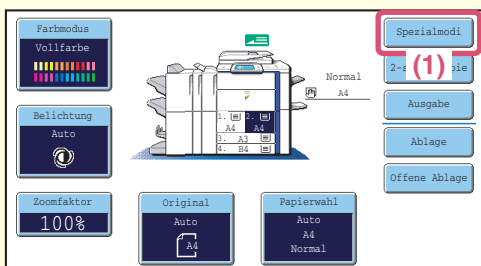 Farbmodus
Vollfarbe
Belichtung
Auto
Zoomfaktor
100%
1. 2.
A4 A4
3. A3
4. B4
Normal
A4
Original
Auto
A4
Papierwahl
Auto
A4
Normal
Spezialmodi
(1)
Ausgabe
Ablage
Offene Ablage